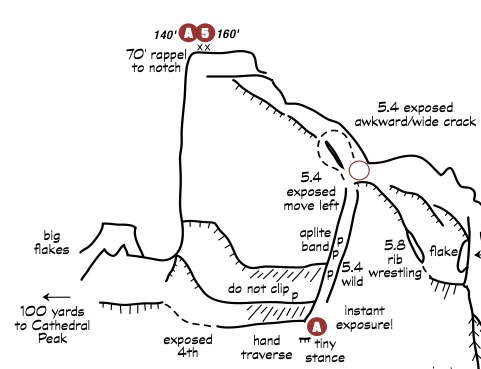 140' A 5 160'
xx
70' rappel
to notch
5.4 exposed
awkward/wide crack
5.4
exposed
move left
aplite
band
p
p
p
5.4
wild
5.8
rib
wrestling
flake
big
flakes
do not clip p
100 yards
to Cathedral
Peak
instant
exposure!
A
exposed
4th
hand
traverse
tiny
stance